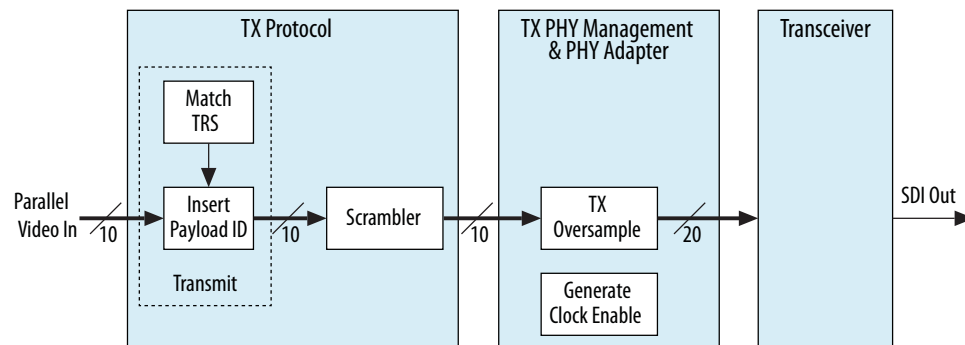 TX Protocol
TX PHY Management
& PHY Adapter
Transceiver
Match
TRS
Parallel
Video In
10
Insert
Payload ID
10
Scrambler
10
TX
Oversample
20
SDI Out
Transmit
Generate
Clock Enable